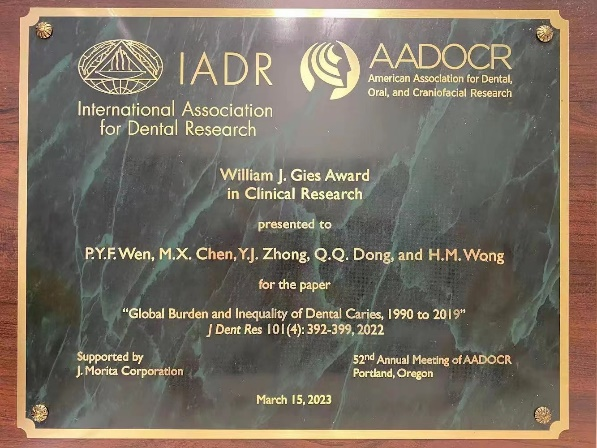 IADR
International Association
for Dental Research
AADOCR
American Association for Dental,
Oral, and Craniofacial Research
William J. Gies Award
in Clinical Research
presented to
P.Y.F. Wen, M.X. Chen, Y.J. Zhong, Q.Q. Dong, and H.M. Wong
for the paper
“Global Burden and Inequality of Dental Caries, 1990 to 2019”
J Dent Res 101(4): 392-399, 2022
Supported by
J. Morita Corporation
52nd Annual Meeting of AADOCR
Portland, Oregon
March 15, 2023